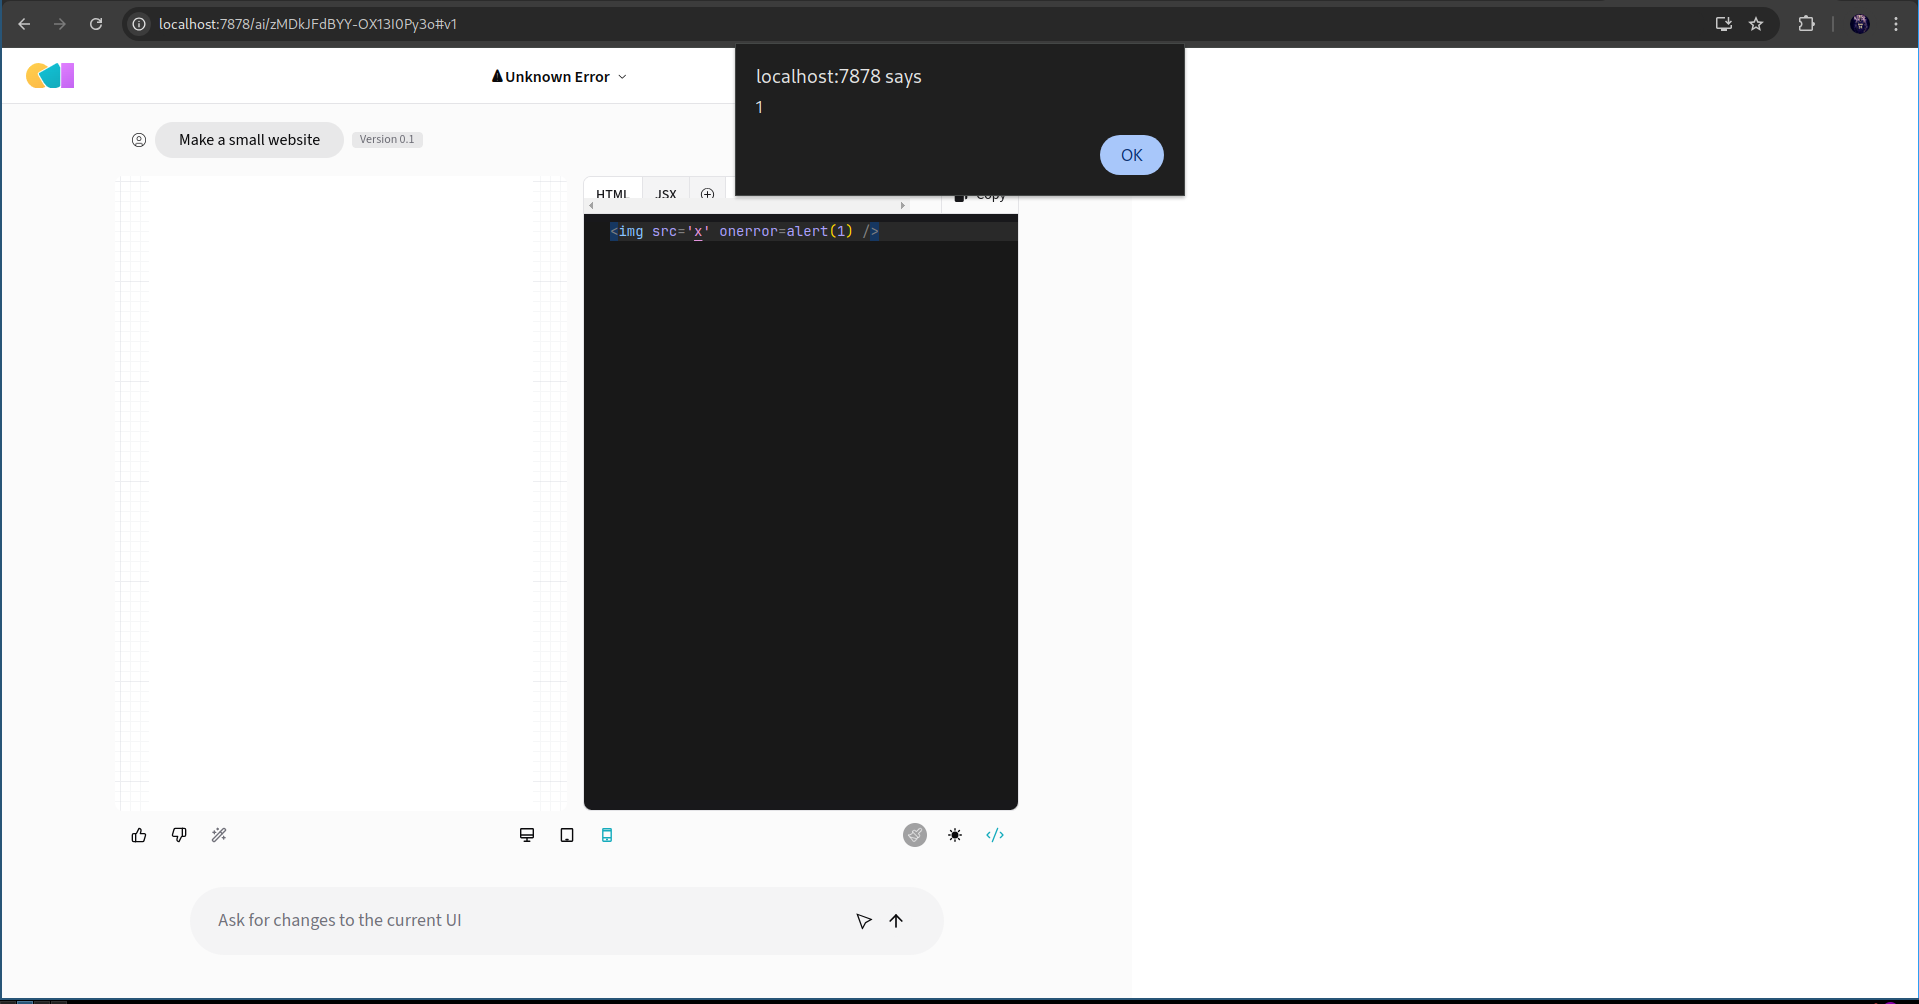 localhost:7878/ai/zMDkJFdBYY-OX13I0Py3o#v1
Unknown Error
localhost:7878 says
1
OK
Make a small website
Version 0.1
HTML
JSX
Copy
<img src='x' onerror=alert(1) />
</>
Ask for changes to the current UI